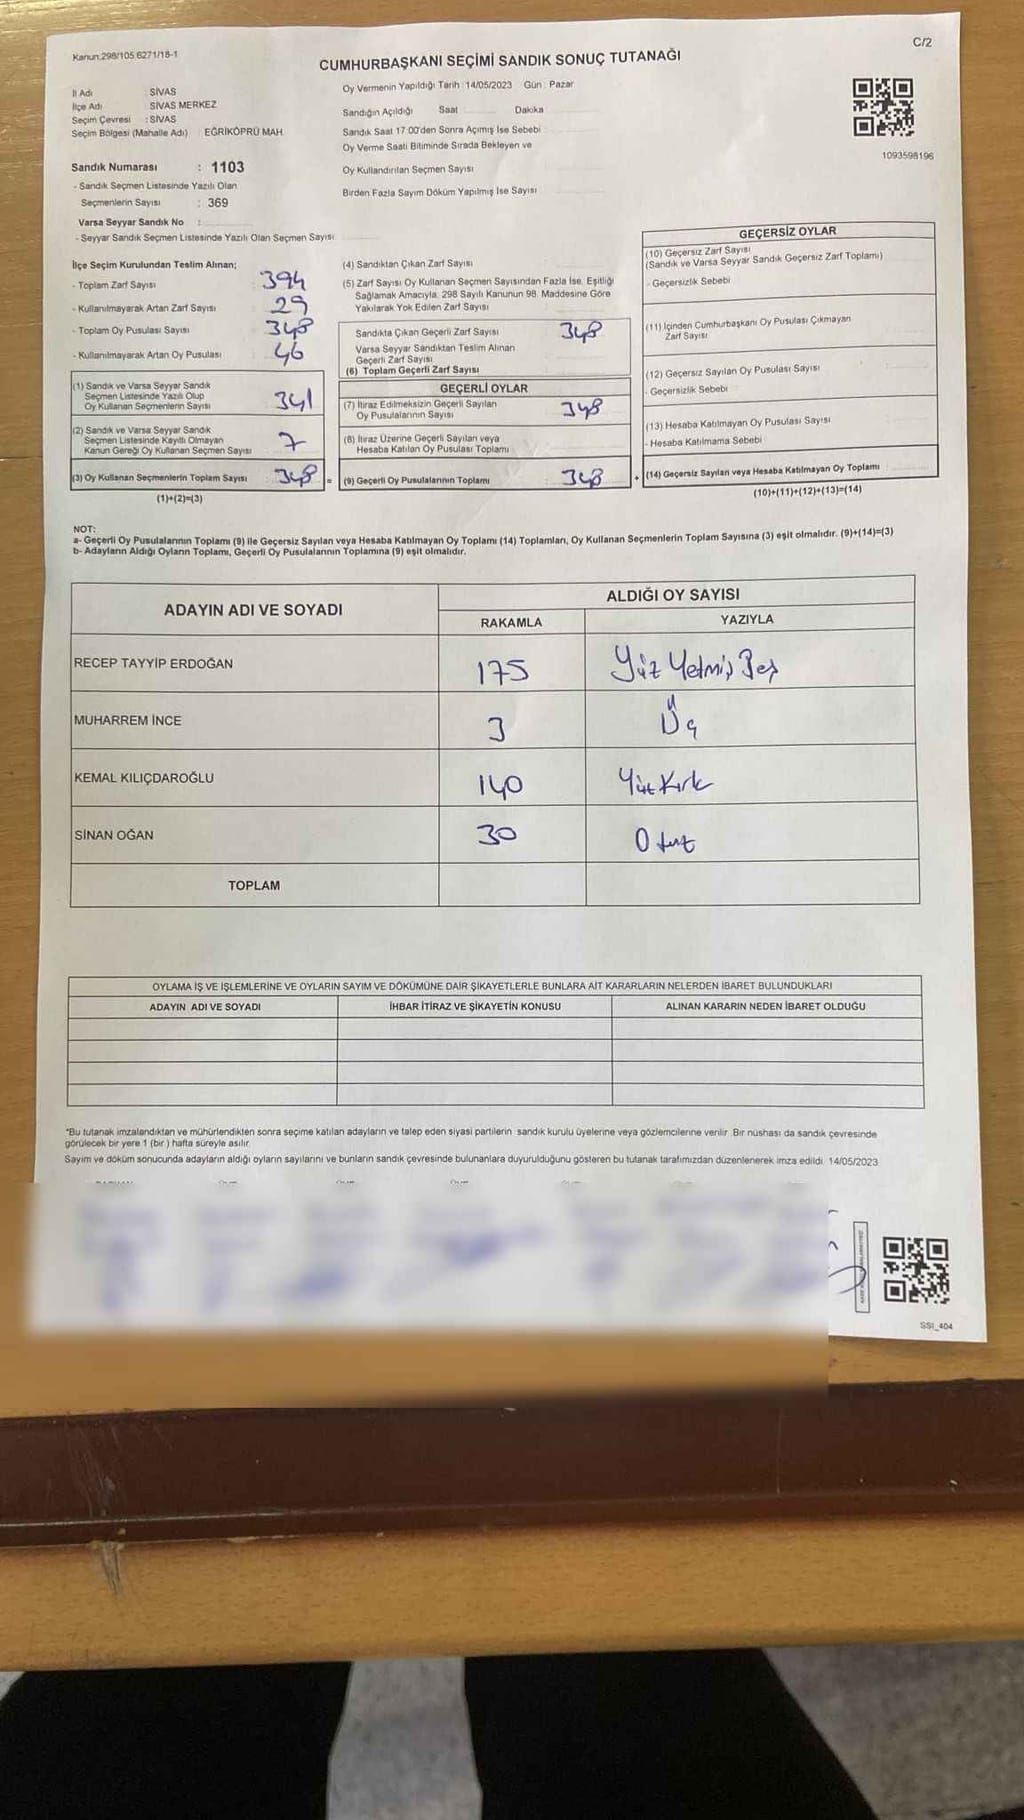 Kanun:298/105 6271/18-1
C/2
CUMHURBAŞKANI SEÇİMİ SANDIK SONUÇ TUTANAĞI
İl Adı : SİVAS
İlçe Adı : SİVAS MERKEZ
Seçim Çevresi : SİVAS
Seçim Bölgesi (Mahalle Adı) : EĞRİKÖPRÜ MAH.
Sandık Numarası : 1103
- Sandık Seçmen Listesinde Yazılı Olan
Seçmenlerin Sayısı : 369
Varsa Seyyar Sandık No :
- Seyyar Sandık Seçmen Listesinde Yazılı Olan Seçmen Sayısı
Oy Vermenin Yapıldığı Tarih : 14/05/2023 Gün : Pazar
Sandığın Açıldığı Saat Dakika
Sandık Saat 17:00'den Sonra Açımış İse Sebebi
Oy Verme Saati Bitiminde Sırada Bekleyen ve
Oy Kullandırılan Seçmen Sayısı
Birden Fazla Sayım Döküm Yapılmış İse Sayısı
1093598196
İlçe Seçim Kurulundan Teslim Alınan;
- Toplam Zarf Sayısı 394
- Kullanılmayarak Artan Zarf Sayısı 29
- Toplam Oy Pusulası Sayısı 348
- Kullanılmayarak Artan Oy Pusulası 46
(1) Sandık ve Varsa Seyyar Sandık
Seçmen Listesinde Yazılı Olup
Oy Kullanan Seçmenlerin Sayısı 341
(2) Sandık ve Varsa Seyyar Sandık
Seçmen Listesinde Kayıtlı Olmayan
Kanun Gereği Oy Kullanan Seçmen Sayısı 7
(3) Oy Kullanan Seçmenlerin Toplam Sayısı 348 =
(1)+(2)=(3)
(4) Sandıktan Çıkan Zarf Sayısı
(5) Zarf Sayısı Oy Kullanan Seçmen Sayısından Fazla İse, Eşitliği
Sağlamak Amacıyla, 298 Sayılı Kanunun 98. Maddesine Göre
Yakılarak Yok Edilen Zarf Sayısı
Sandıkta Çıkan Geçerli Zarf Sayısı 348
Varsa Seyyar Sandıktan Teslim Alınan
Geçerli Zarf Sayısı
(6) Toplam Geçerli Zarf Sayısı
GEÇERLİ OYLAR
(7) İtiraz Edilmeksizin Geçerli Sayılan
Oy Pusulalarının Sayısı 348
(8) İtiraz Üzerine Geçerli Sayılan veya
Hesaba Katılan Oy Pusulası Toplamı
(9) Geçerli Oy Pusulalarının Toplamı 348 +
GEÇERSİZ OYLAR
(10) Geçersiz Zarf Sayısı
(Sandık ve Varsa Seyyar Sandık Geçersiz Zarf Toplamı)
- Geçersizlik Sebebi
(11) İçinden Cumhurbaşkanı Oy Pusulası Çıkmayan
Zarf Sayısı
(12) Geçersiz Sayılan Oy Pusulası Sayısı
- Geçersizlik Sebebi
(13) Hesaba Katılmayan Oy Pusulası Sayısı
- Hesaba Katılmama Sebebi
(14) Geçersiz Sayılan veya Hesaba Katılmayan Oy Toplamı
(10)+(11)+(12)+(13)=(14)
NOT:
a- Geçerli Oy Pusulalarının Toplamı (9) ile Geçersiz Sayılan veya Hesaba Katılmayan Oy Toplamı (14) Toplamları, Oy Kullanan Seçmenlerin Toplam Sayısına (3) eşit olmalıdır. (9)+(14)=(3)
b- Adayların Aldığı Oyların Toplamı, Geçerli Oy Pusulalarının Toplamına (9) eşit olmalıdır.
ADAYIN ADI VE SOYADI
ALDIĞI OY SAYISI
RAKAMLA YAZIYLA
RECEP TAYYİP ERDOĞAN 175 Yüz Yetmiş Beş
MUHARREM İNCE 3 Üç
KEMAL KILIÇDAROĞLU 140 Yüz Kırk
SİNAN OĞAN 30 Otuz
TOPLAM
OYLAMA İŞ VE İŞLEMLERİNE VE OYLARIN SAYIM VE DÖKÜMÜNE DAİR ŞİKAYETLERLE BUNLARA AİT KARARLARIN NELERDEN İBARET BULUNDUKLARI
ADAYIN ADI VE SOYADI İHBAR İTİRAZ VE ŞİKAYETİN KONUSU ALINAN KARARIN NEDEN İBARET OLDUĞU
*Bu tutanak imzalandıktan ve mühürlendikten sonra seçime katılan adayların ve talep eden siyasi partilerin sandık kurulu üyelerine veya gözlemcilerine verilir. Bir nüshası da sandık çevresinde
görülecek bir yere 1 (bir ) hafta süreyle asılır.
Sayım ve döküm sonucunda adayların aldığı oyların sayılarını ve bunların sandık çevresinde bulunanlara duyurulduğunu gösteren bu tutanak tarafımızdan düzenlenerek imza edildi. 14/05/2023
SSI_404